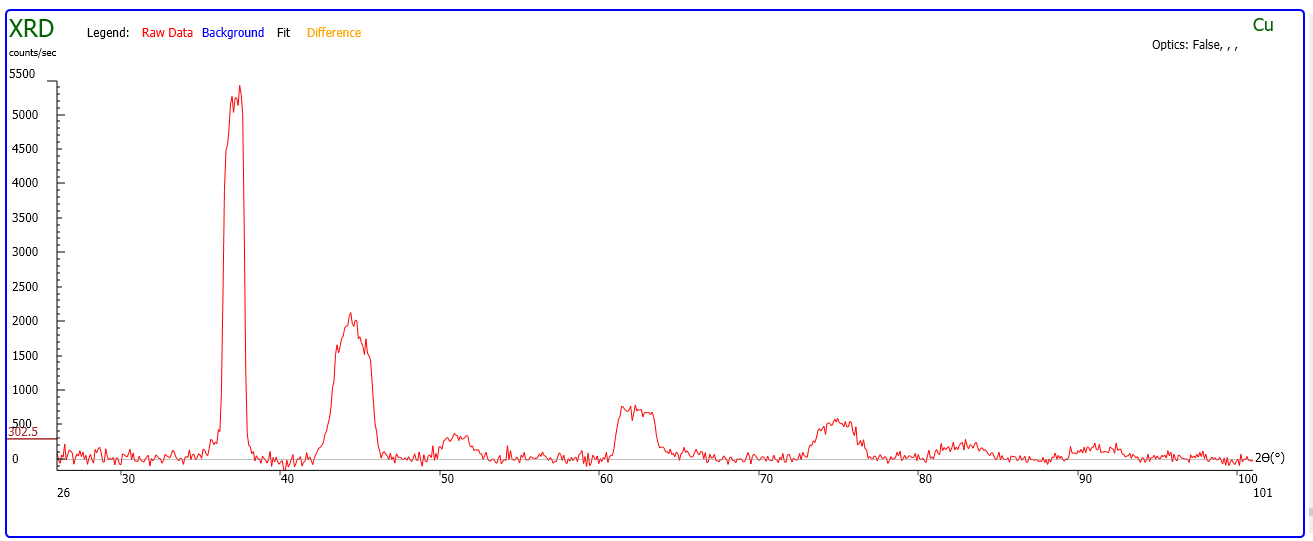 XRD
Legend: Raw Data Background Fit Difference
Cu
counts/sec
Optics: False, , ,
5500
5000
4500
4000
3500
3000
2500
2000
1500
1000
500
302.5
0
2Θ(°)
30 40 50 60 70 80 90 100
26 101